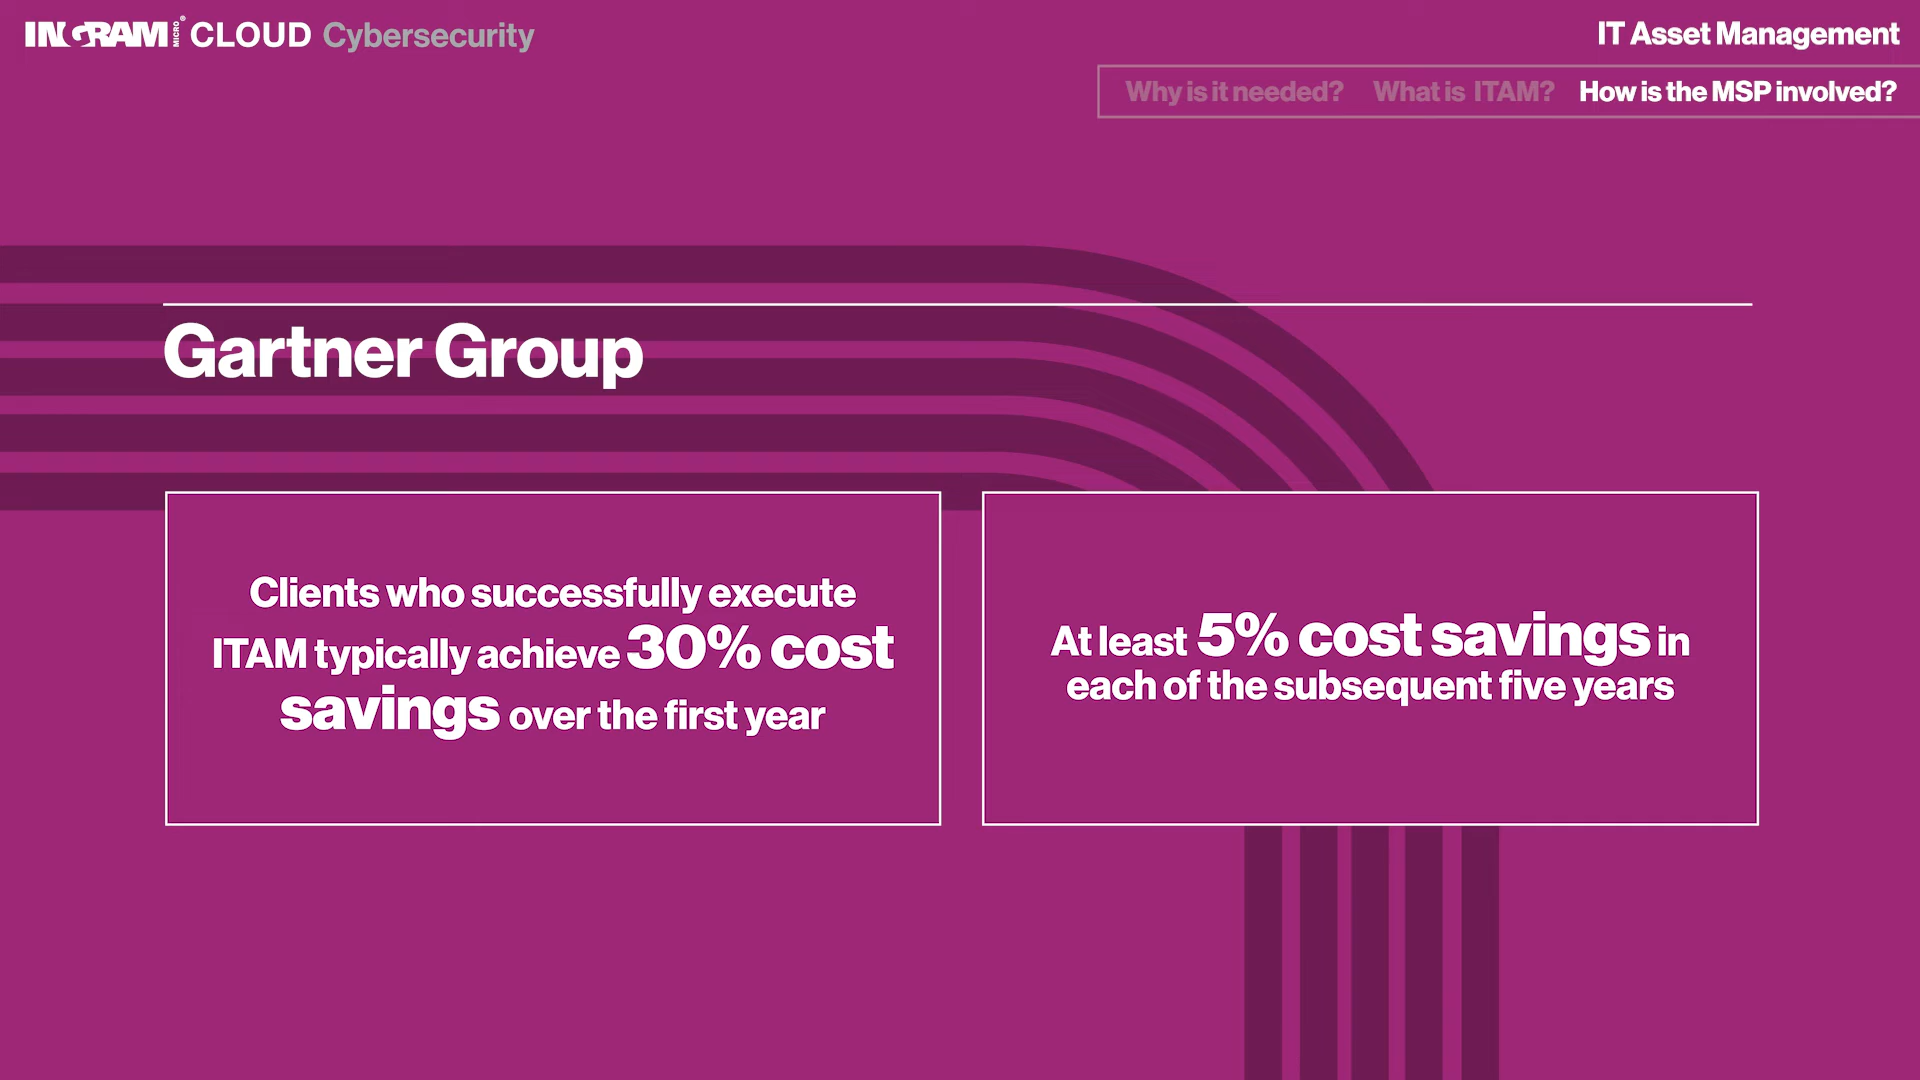 INGRAM MICRO® CLOUD Cybersecurity
IT Asset Management
Why is it needed? What is ITAM? How is the MSP involved?
Gartner Group
Clients who successfully execute
ITAM typically achieve 30% cost
savings over the first year
At least 5% cost savings in
each of the subsequent five years